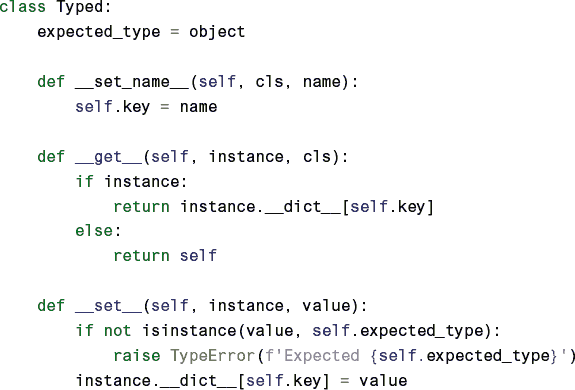 class Typed:
    expected_type = object

    def __set_name__(self, cls, name):
        self.key = name

    def __get__(self, instance, cls):
        if instance:
            return instance.__dict__[self.key]
        else:
            return self

    def __set__(self, instance, value):
        if not isinstance(value, self.expected_type):
            raise TypeError(f'Expected {self.expected_type}')
        instance.__dict__[self.key] = value